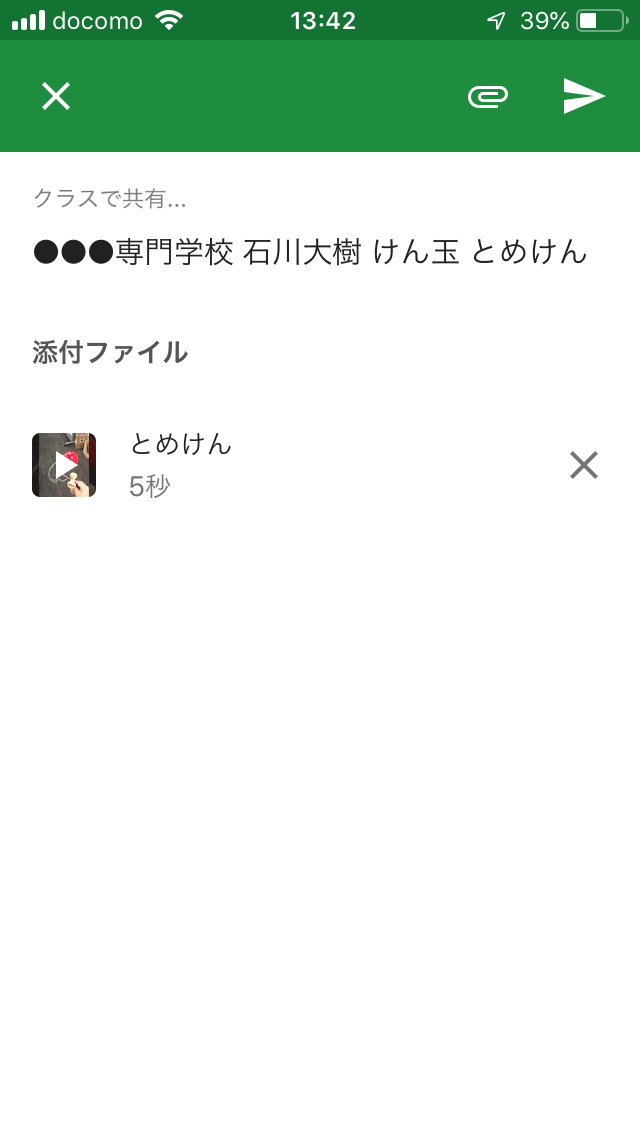 docomo 13:42 39%
クラスで共有...
●●●専門学校 石川大樹 けん玉 とめけん
添付ファイル
とめけん
5秒